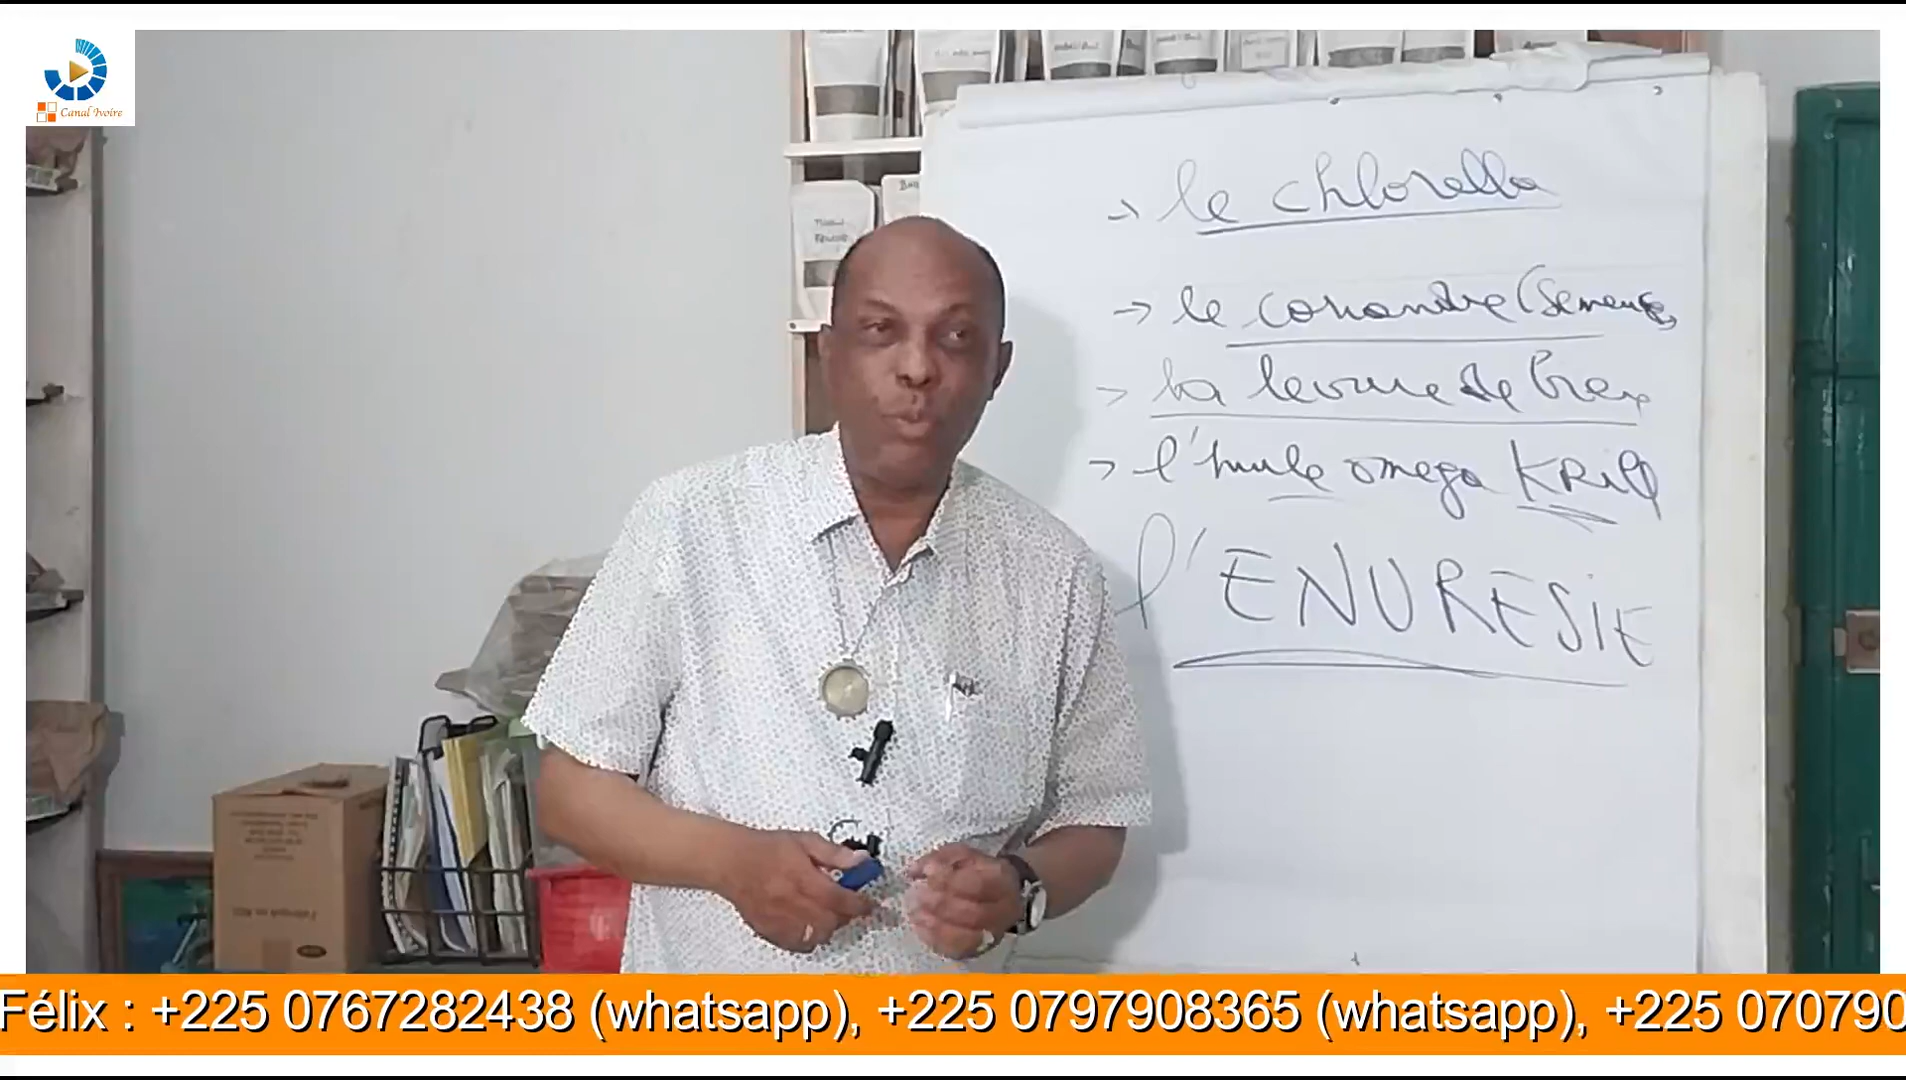 Canal Ivoire
→ le chlorella
→ le coriandre (Semences
→ la levure de bière
→ l'huile omega KRill
l'ENURESIE
Félix : +225 0767282438 (whatsapp), +225 0797908365 (whatsapp), +225 070790